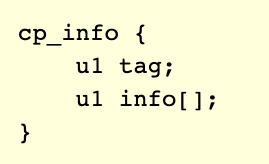 cp_info {
    u1 tag;
    u1 info[];
}